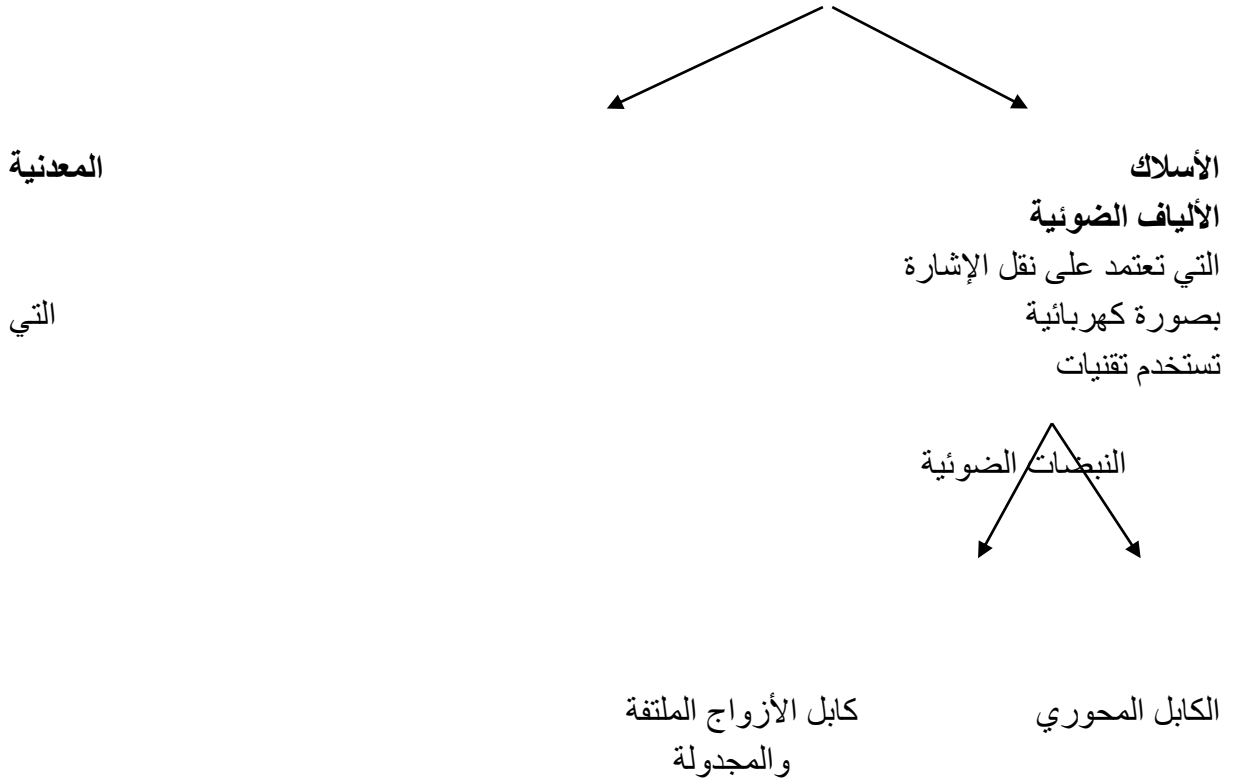 الأسلاك المعدنية
الألياف الضوئية
التي تعتمد على نقل الإشارة
بصورة كهربائية التي
تستخدم تقنيات
النبضات الضوئية
الكابل المحوري كابل الأزواج الملتفة
والمجدولة